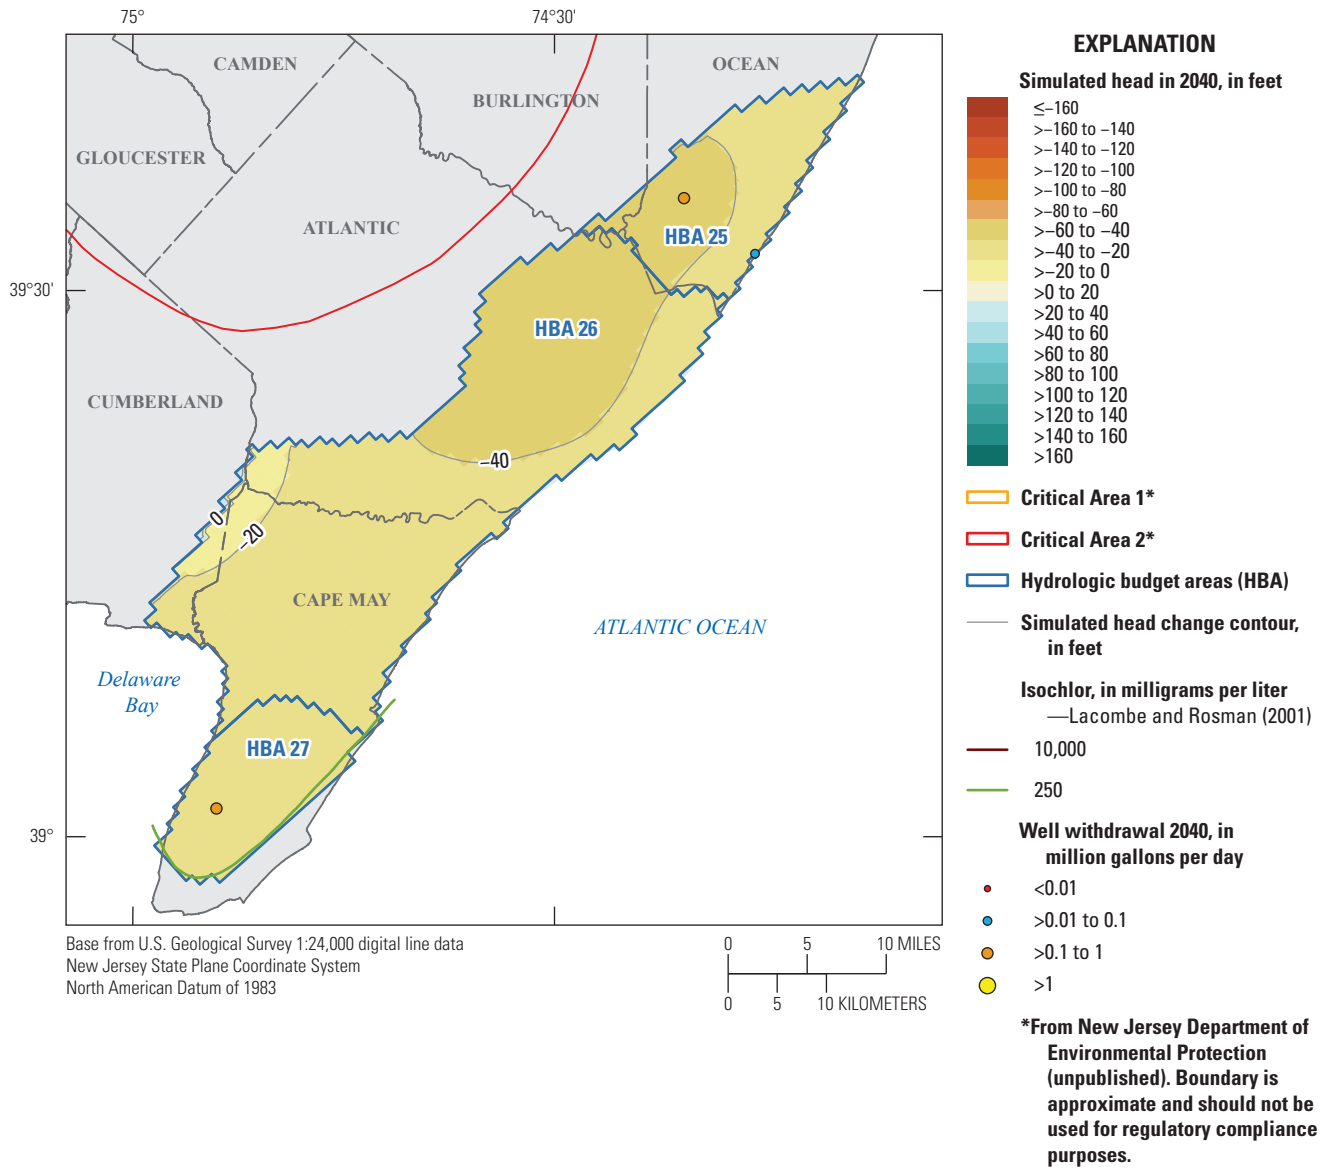 75°
74°30'
CAMDEN
OCEAN
BURLINGTON
GLOUCESTER
ATLANTIC
HBA 25
39°30'
HBA 26
CUMBERLAND
–40
0
–20
CAPE MAY
ATLANTIC OCEAN
Delaware
Bay
HBA 27
39°
Base from U.S. Geological Survey 1:24,000 digital line data
New Jersey State Plane Coordinate System
North American Datum of 1983
0 5 10 MILES
0 5 10 KILOMETERS
EXPLANATION
Simulated head in 2040, in feet
≤–160
>–160 to –140
>–140 to –120
>–120 to –100
>–100 to –80
>–80 to –60
>–60 to –40
>–40 to –20
>–20 to 0
>0 to 20
>20 to 40
>40 to 60
>60 to 80
>80 to 100
>100 to 120
>120 to 140
>140 to 160
>160
Critical Area 1*
Critical Area 2*
Hydrologic budget areas (HBA)
Simulated head change contour,
in feet
Isochlor, in milligrams per liter
—Lacombe and Rosman (2001)
10,000
250
Well withdrawal 2040, in
million gallons per day
<0.01
>0.01 to 0.1
>0.1 to 1
>1
*From New Jersey Department of
Environmental Protection
(unpublished). Boundary is
approximate and should not be
used for regulatory compliance
purposes.